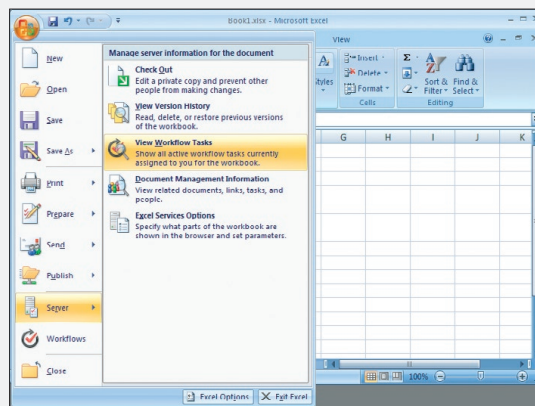 Book1.xlsx - Microsoft Excel
View
New
Open
Save
Save As
Print
Prepare
Send
Publish
Server
Workflows
Close
Manage server information for the document
Check Out
Edit a private copy and prevent other
people from making changes.
View Version History
Read, delete, or restore previous versions
of the workbook.
View Workflow Tasks
Show all active workflow tasks currently
assigned to you for the workbook.
Document Management Information
View related documents, links, tasks, and
people.
Excel Services Options
Specify what parts of the workbook are
shown in the browser and set parameters.
Styles
Insert
Delete
Format
Cells
Sort &
Filter
Find &
Select
Editing
G H I J K
100%
Excel Options
Exit Excel